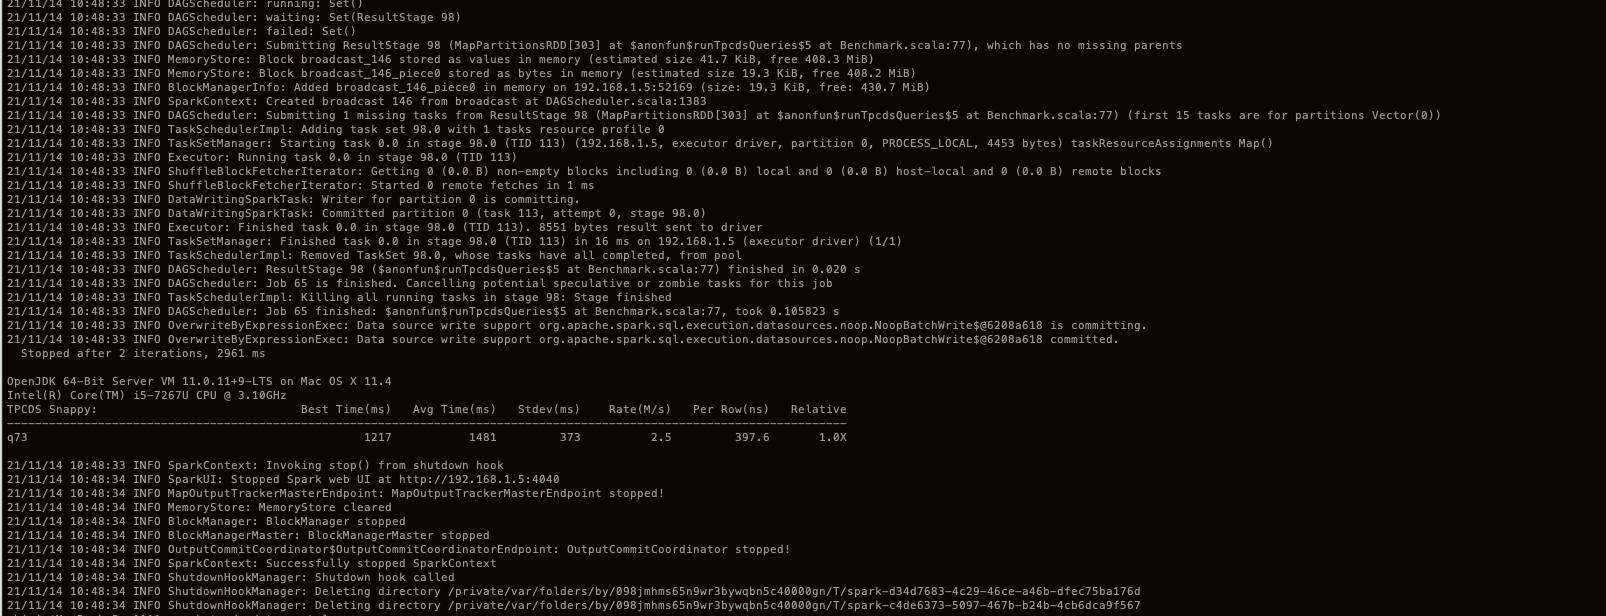 21/11/14 10:48:33 INFO DAGScheduler: running: Set()
21/11/14 10:48:33 INFO DAGScheduler: waiting: Set(ResultStage 98)
21/11/14 10:48:33 INFO DAGScheduler: failed: Set()
21/11/14 10:48:33 INFO DAGScheduler: Submitting ResultStage 98 (MapPartitionsRDD[303] at $anonfun$runTpcdsQueries$5 at Benchmark.scala:77), which has no missing parents
21/11/14 10:48:33 INFO MemoryStore: Block broadcast_146 stored as values in memory (estimated size 41.7 KiB, free 408.3 MiB)
21/11/14 10:48:33 INFO MemoryStore: Block broadcast_146_piece0 stored as bytes in memory (estimated size 19.3 KiB, free 408.2 MiB)
21/11/14 10:48:33 INFO BlockManagerInfo: Added broadcast_146_piece0 in memory on 192.168.1.5:52169 (size: 19.3 KiB, free: 430.7 MiB)
21/11/14 10:48:33 INFO SparkContext: Created broadcast 146 from broadcast at DAGScheduler.scala:1383
21/11/14 10:48:33 INFO DAGScheduler: Submitting 1 missing tasks from ResultStage 98 (MapPartitionsRDD[303] at $anonfun$runTpcdsQueries$5 at Benchmark.scala:77) (first 15 tasks are for partitions Vector(0))
21/11/14 10:48:33 INFO TaskSchedulerImpl: Adding task set 98.0 with 1 tasks resource profile 0
21/11/14 10:48:33 INFO TaskSetManager: Starting task 0.0 in stage 98.0 (TID 113) (192.168.1.5, executor driver, partition 0, PROCESS_LOCAL, 4453 bytes) taskResourceAssignments Map()
21/11/14 10:48:33 INFO Executor: Running task 0.0 in stage 98.0 (TID 113)
21/11/14 10:48:33 INFO ShuffleBlockFetcherIterator: Getting 0 (0.0 B) non-empty blocks including 0 (0.0 B) local and 0 (0.0 B) host-local and 0 (0.0 B) remote blocks
21/11/14 10:48:33 INFO ShuffleBlockFetcherIterator: Started 0 remote fetches in 1 ms
21/11/14 10:48:33 INFO DataWritingSparkTask: Writer for partition 0 is committing.
21/11/14 10:48:33 INFO DataWritingSparkTask: Committed partition 0 (task 113, attempt 0, stage 98.0)
21/11/14 10:48:33 INFO Executor: Finished task 0.0 in stage 98.0 (TID 113). 8551 bytes result sent to driver
21/11/14 10:48:33 INFO TaskSetManager: Finished task 0.0 in stage 98.0 (TID 113) in 16 ms on 192.168.1.5 (executor driver) (1/1)
21/11/14 10:48:33 INFO TaskSchedulerImpl: Removed TaskSet 98.0, whose tasks have all completed, from pool
21/11/14 10:48:33 INFO DAGScheduler: ResultStage 98 ($anonfun$runTpcdsQueries$5 at Benchmark.scala:77) finished in 0.020 s
21/11/14 10:48:33 INFO DAGScheduler: Job 65 is finished. Cancelling potential speculative or zombie tasks for this job
21/11/14 10:48:33 INFO TaskSchedulerImpl: Killing all running tasks in stage 98: Stage finished
21/11/14 10:48:33 INFO DAGScheduler: Job 65 finished: $anonfun$runTpcdsQueries$5 at Benchmark.scala:77, took 0.105823 s
21/11/14 10:48:33 INFO OverwriteByExpressionExec: Data source write support org.apache.spark.sql.execution.datasources.noop.NoopBatchWrite$@6208a618 is committing.
21/11/14 10:48:33 INFO OverwriteByExpressionExec: Data source write support org.apache.spark.sql.execution.datasources.noop.NoopBatchWrite$@6208a618 committed.
Stopped after 2 iterations, 2961 ms
OpenJDK 64-Bit Server VM 11.0.11+9-LTS on Mac OS X 11.4
Intel(R) Core(TM) i5-7267U CPU @ 3.10GHz
TPCDS Snappy: Best Time(ms) Avg Time(ms) Stdev(ms) Rate(M/s) Per Row(ns) Relative
q73 1217 1481 373 2.5 397.6 1.0X
21/11/14 10:48:33 INFO SparkContext: Invoking stop() from shutdown hook
21/11/14 10:48:34 INFO SparkUI: Stopped Spark web UI at http://192.168.1.5:4040
21/11/14 10:48:34 INFO MapOutputTrackerMasterEndpoint: MapOutputTrackerMasterEndpoint stopped!
21/11/14 10:48:34 INFO MemoryStore: MemoryStore cleared
21/11/14 10:48:34 INFO BlockManager: BlockManager stopped
21/11/14 10:48:34 INFO BlockManagerMaster: BlockManagerMaster stopped
21/11/14 10:48:34 INFO OutputCommitCoordinator$OutputCommitCoordinatorEndpoint: OutputCommitCoordinator stopped!
21/11/14 10:48:34 INFO SparkContext: Successfully stopped SparkContext
21/11/14 10:48:34 INFO ShutdownHookManager: Shutdown hook called
21/11/14 10:48:34 INFO ShutdownHookManager: Deleting directory /private/var/folders/by/098jmhms65n9wr3bywqbn5c40000gn/T/spark-d34d7683-4c29-46ce-a46b-dfec75ba176d
21/11/14 10:48:34 INFO ShutdownHookManager: Deleting directory /private/var/folders/by/098jmhms65n9wr3bywqbn5c40000gn/T/spark-c4de6373-5097-467b-b24b-4cb6dca9f567